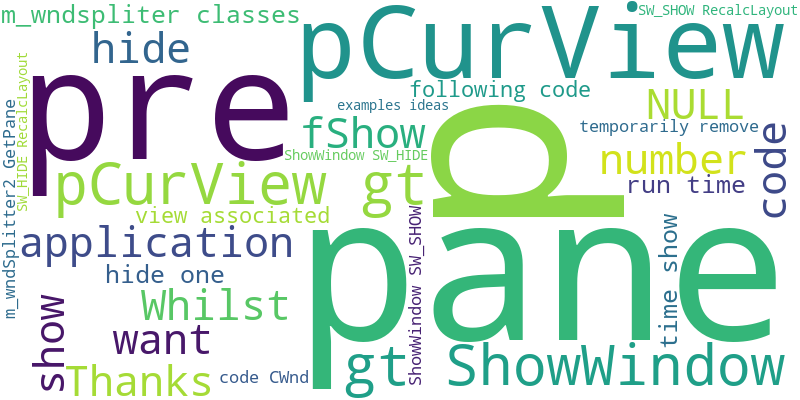 m_wndspliter classes
pCurView
SW_SHOW RecalcLayout
hide
pre
following code
NULL
examples ideas
fShow
temporarily remove
SW_HIDE RecalcLayout
m_wndSplitter2 GetPane
ShowWindow SW_HIDE
p
number
code
pCurView gt
run time
view associated
application
pane
hide one
ShowWindow SW_SHOW
time show
Whilst
show
want
gt
ShowWindow
Thanks
code CWnd